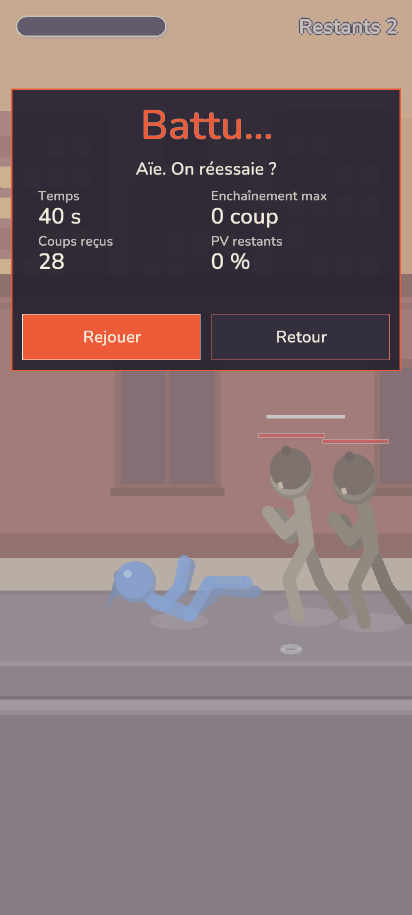 Restants 2
Battu...
Aïe. On réessaie ?
Temps
Enchaînement max
40 s
0 coup
Coups reçus
PV restants
28
0 %
Rejouer
Retour